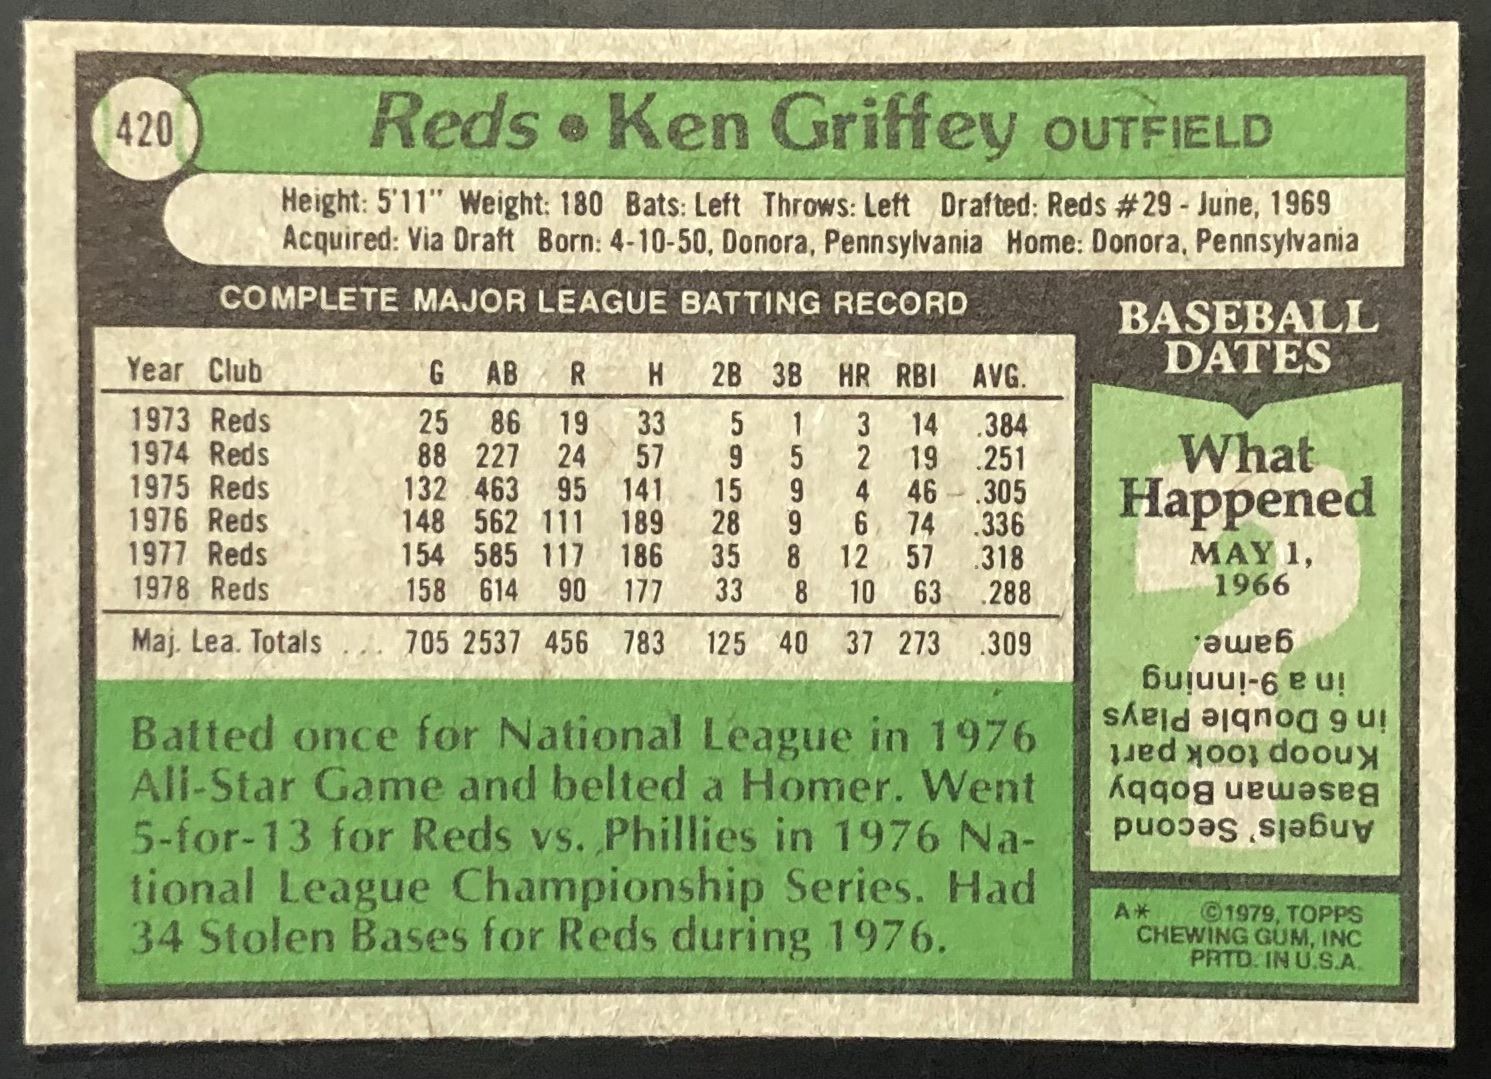 420
Reds • Ken Griffey OUTFIELD
Height: 5'11" Weight: 180 Bats: Left Throws: Left Drafted: Reds #29 - June, 1969
Acquired: Via Draft Born: 4-10-50, Donora, Pennsylvania Home: Donora, Pennsylvania
COMPLETE MAJOR LEAGUE BATTING RECORD
Year Club G AB R H 2B 3B HR RBI AVG.
1973 Reds 25 86 19 33 5 1 3 14 .384
1974 Reds 88 227 24 57 9 5 2 19 .251
1975 Reds 132 463 95 141 15 9 4 46 .305
1976 Reds 148 562 111 189 28 9 6 74 .336
1977 Reds 154 585 117 186 35 8 12 57 .318
1978 Reds 158 614 90 177 33 8 10 63 .288
Maj. Lea. Totals ... 705 2537 456 783 125 40 37 273 .309
Batted once for National League in 1976
All-Star Game and belted a Homer. Went
5-for-13 for Reds vs. Phillies in 1976 Na-
tional League Championship Series. Had
34 Stolen Bases for Reds during 1976.
BASEBALL
DATES
What
Happened
MAY 1,
1966
?
Angels' Second
Baseman Bobby
Knoop took part
in 6 Double Plays
in a 9-inning
game.
A* ©1979, TOPPS
CHEWING GUM, INC
PRTD. IN U.S.A.